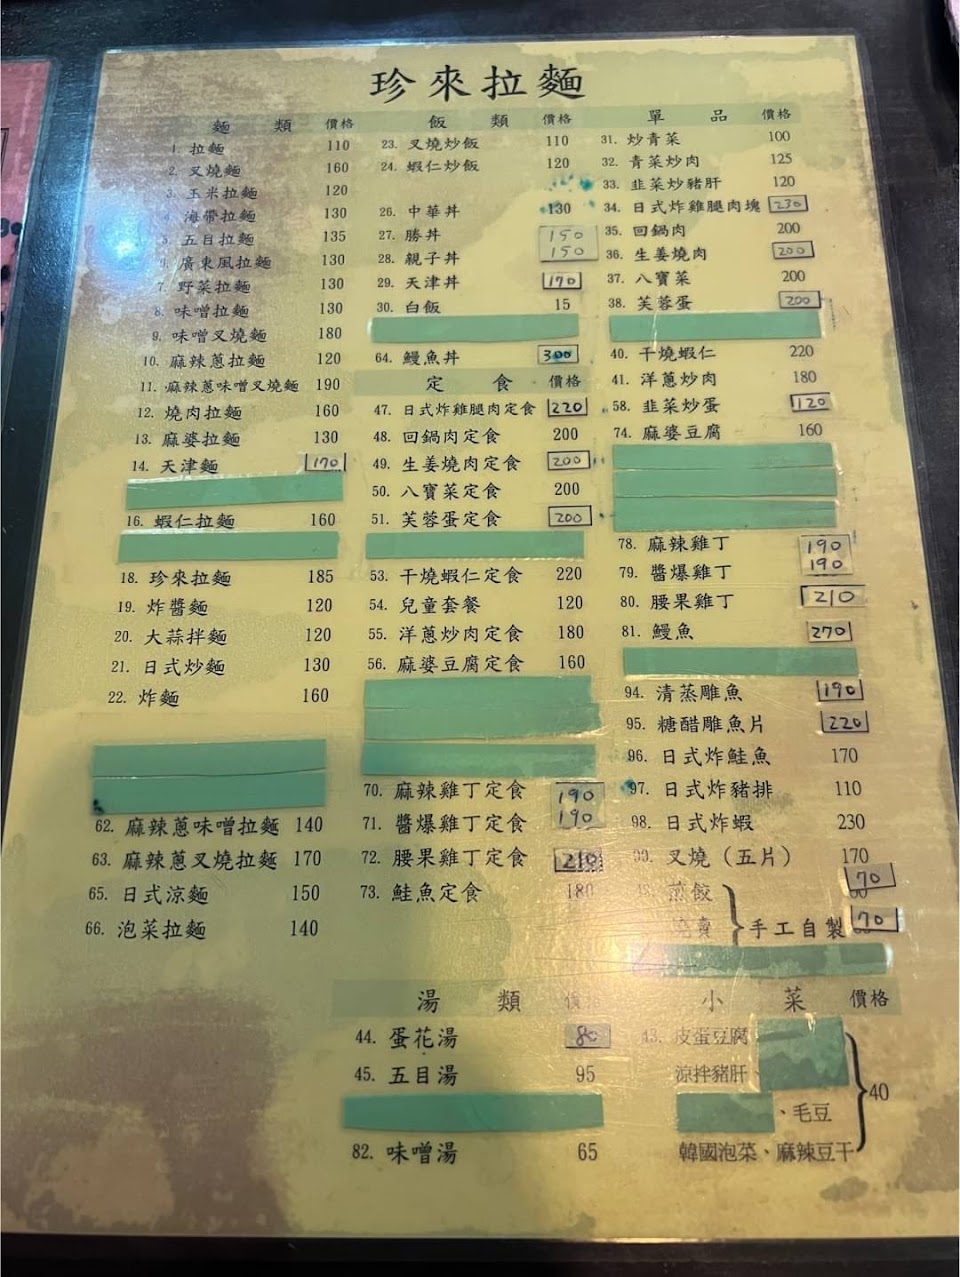 珍來拉麵
麵 類 價格
1. 拉麵 110
2. 叉燒麵 160
3. 玉米拉麵 120
4. 海帶拉麵 130
5. 五目拉麵 135
6. 廣東風拉麵 130
7. 野菜拉麵 130
8. 味噌拉麵 130
9. 味噌叉燒麵 180
10. 麻辣蔥拉麵 120
11. 麻辣蔥味噌叉燒麵 190
12. 燒肉拉麵 160
13. 麻婆拉麵 130
14. 天津麵 170
16. 蝦仁拉麵 160
18. 珍來拉麵 185
19. 炸醬麵 120
20. 大蒜拌麵 120
21. 日式炒麵 130
22. 炸麵 160
62. 麻辣蔥味噌拉麵 140
63. 麻辣蔥叉燒拉麵 170
65. 日式涼麵 150
66. 泡菜拉麵 140
飯 類 價格
23. 叉燒炒飯 110
24. 蝦仁炒飯 120
26. 中華丼 130
27. 勝丼 150
28. 親子丼 150
29. 天津丼 170
30. 白飯 15
64. 鰻魚丼 300
定 食 價格
47. 日式炸雞腿肉定食 220
48. 回鍋肉定食 200
49. 生姜燒肉定食 200
50. 八寶菜定食 200
51. 芙蓉蛋定食 200
53. 干燒蝦仁定食 220
54. 兒童套餐 120
55. 洋蔥炒肉定食 180
56. 麻婆豆腐定食 160
70. 麻辣雞丁定食 190
71. 醬爆雞丁定食 190
72. 腰果雞丁定食 210
73. 鮭魚定食 180
單 品 價格
31. 炒青菜 100
32. 青菜炒肉 125
33. 韭菜炒豬肝 120
34. 日式炸雞腿肉塊 230
35. 回鍋肉 200
36. 生姜燒肉 200
37. 八寶菜 200
38. 芙蓉蛋 200
40. 干燒蝦仁 220
41. 洋蔥炒肉 180
58. 韭菜炒蛋 120
74. 麻婆豆腐 160
78. 麻辣雞丁 190
79. 醬爆雞丁 190
80. 腰果雞丁 210
81. 鰻魚 270
94. 清蒸雕魚 190
95. 糖醋雕魚片 220
96. 日式炸鮭魚 170
97. 日式炸豬排 110
98. 日式炸蝦 230
叉燒（五片） 170
煎餃 70
燒賣 手工自製 70
湯 類 價格
44. 蛋花湯 80
45. 五目湯 95
82. 味噌湯 65
小 菜 價格
43. 皮蛋豆腐
涼拌豬肝 40
、毛豆
韓國泡菜、麻辣豆干